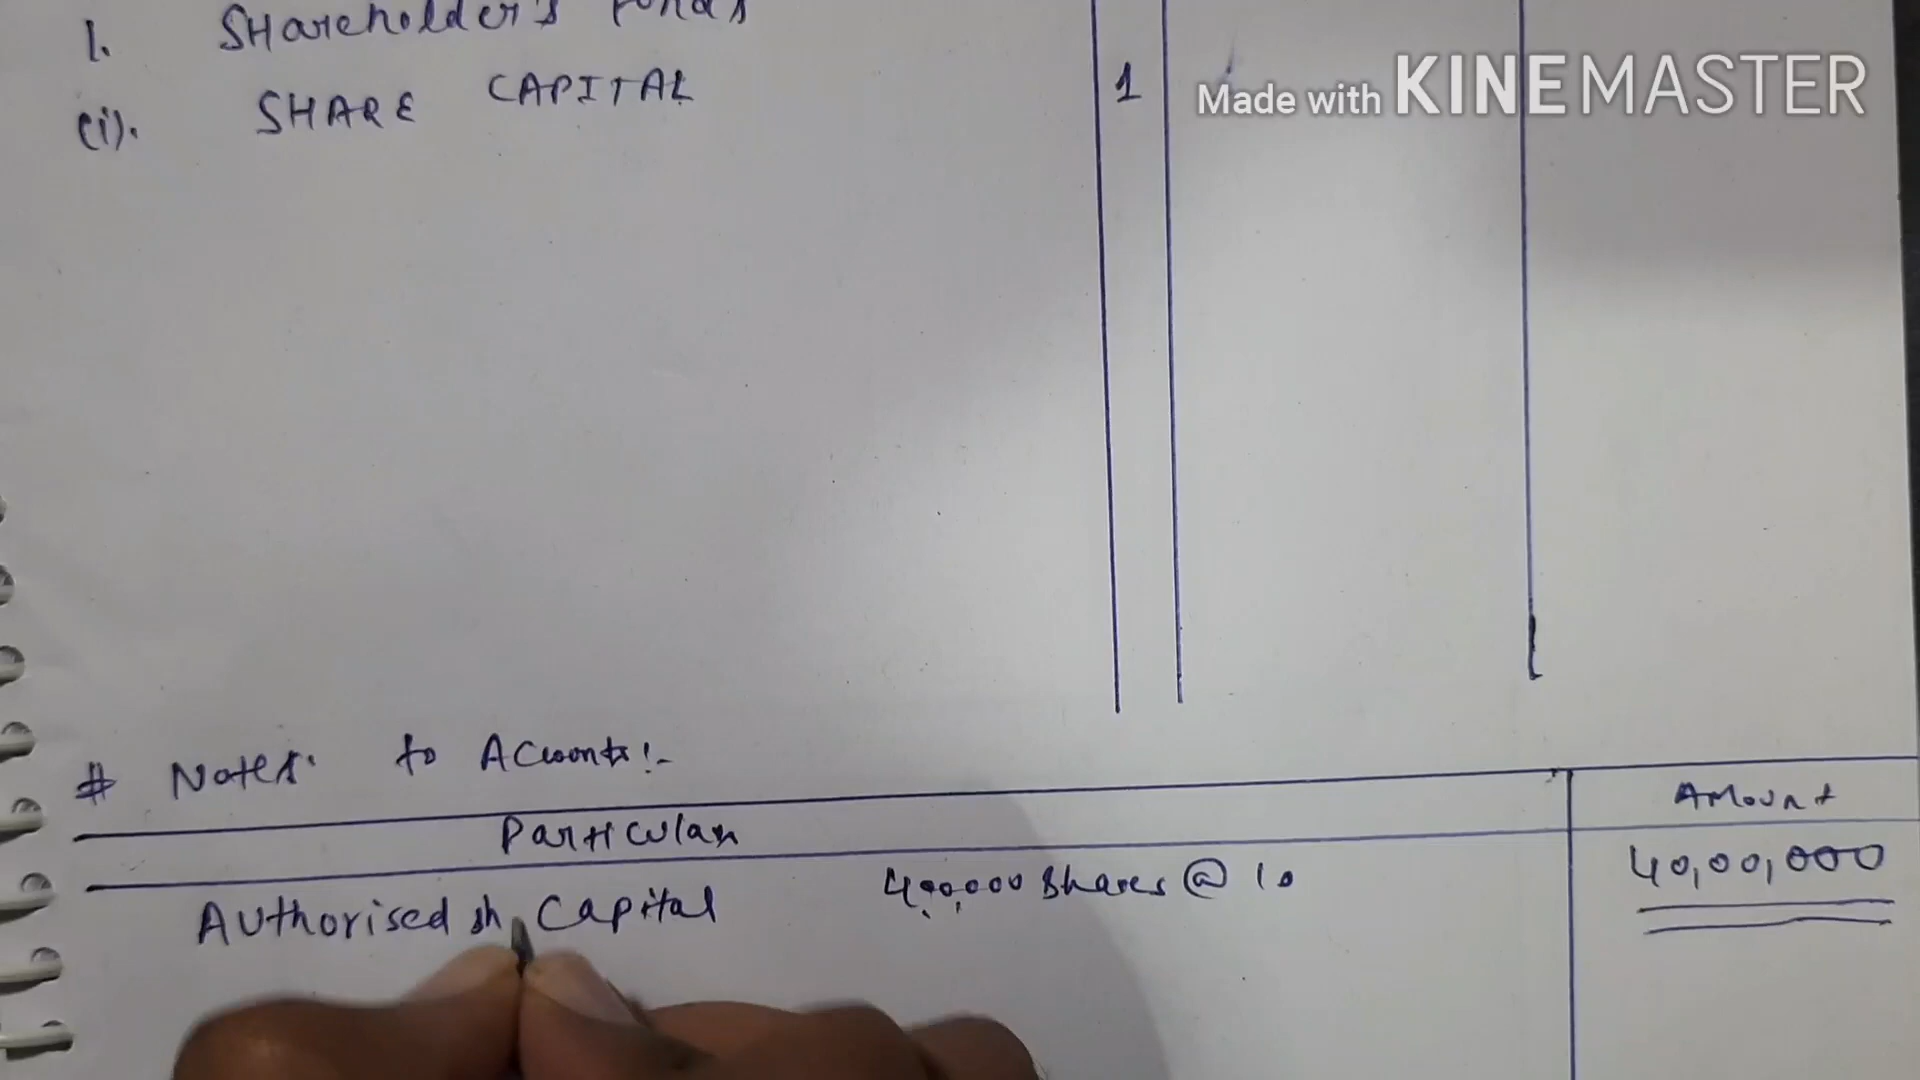 1. Shareholder's Funds
(i). SHARE CAPITAL 1
Made with KINEMASTER
# Notes to Accounts:-
Particulars Amount
Authorised sh. Capital 4,00,000 Shares @ 10 40,00,000